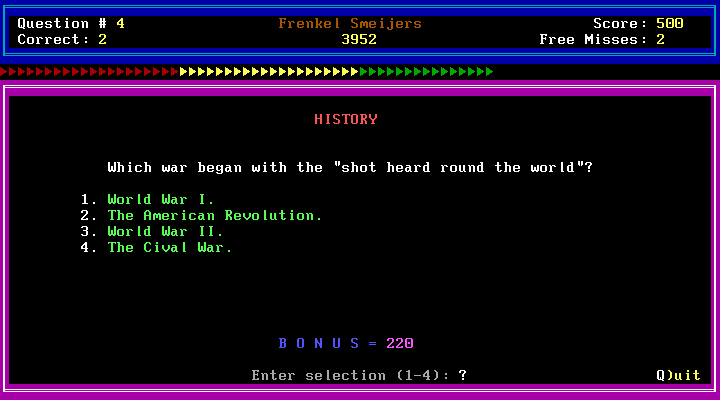 Question # 4 Frenkel Smeijers Score: 500
Correct: 2 3952 Free Misses: 2
HISTORY
Which war began with the "shot heard round the world"?
1. World War I.
2. The American Revolution.
3. World War II.
4. The Cival War.
B O N U S = 220
Enter selection (1-4): ? Q)uit